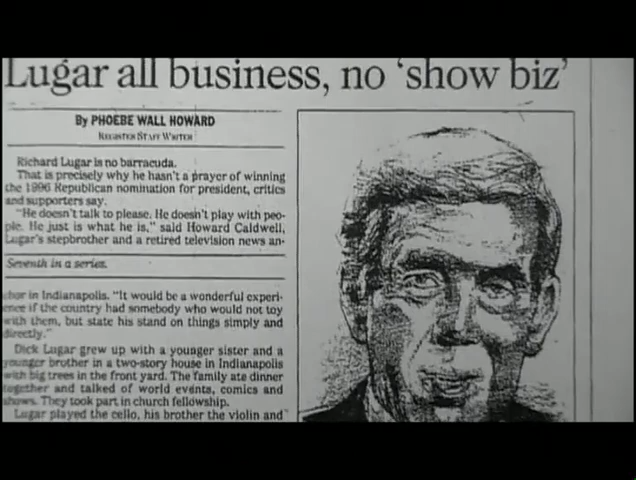 Lugar all business, no ‘show biz’
By PHOEBE WALL HOWARD
REGISTER STAFF WRITER
Richard Lugar is no barracuda.
That is precisely why he hasn't a prayer of winning
the 1996 Republican nomination for president, critics
and supporters say.
“He doesn't talk to please. He doesn't play with peo-
ple. He just is what he is,” said Howard Caldwell,
Lugar's stepbrother and a retired television news an-
Seventh in a series.
chor in Indianapolis. “It would be a wonderful experi-
ence if the country had somebody who would not toy
with them, but state his stand on things simply and
directly.”
Dick Lugar grew up with a younger sister and a
younger brother in a two-story house in Indianapolis
with big trees in the front yard. The family ate dinner
together and talked of world events, comics and
shows. They took part in church fellowship.
Lugar played the cello, his brother the violin and